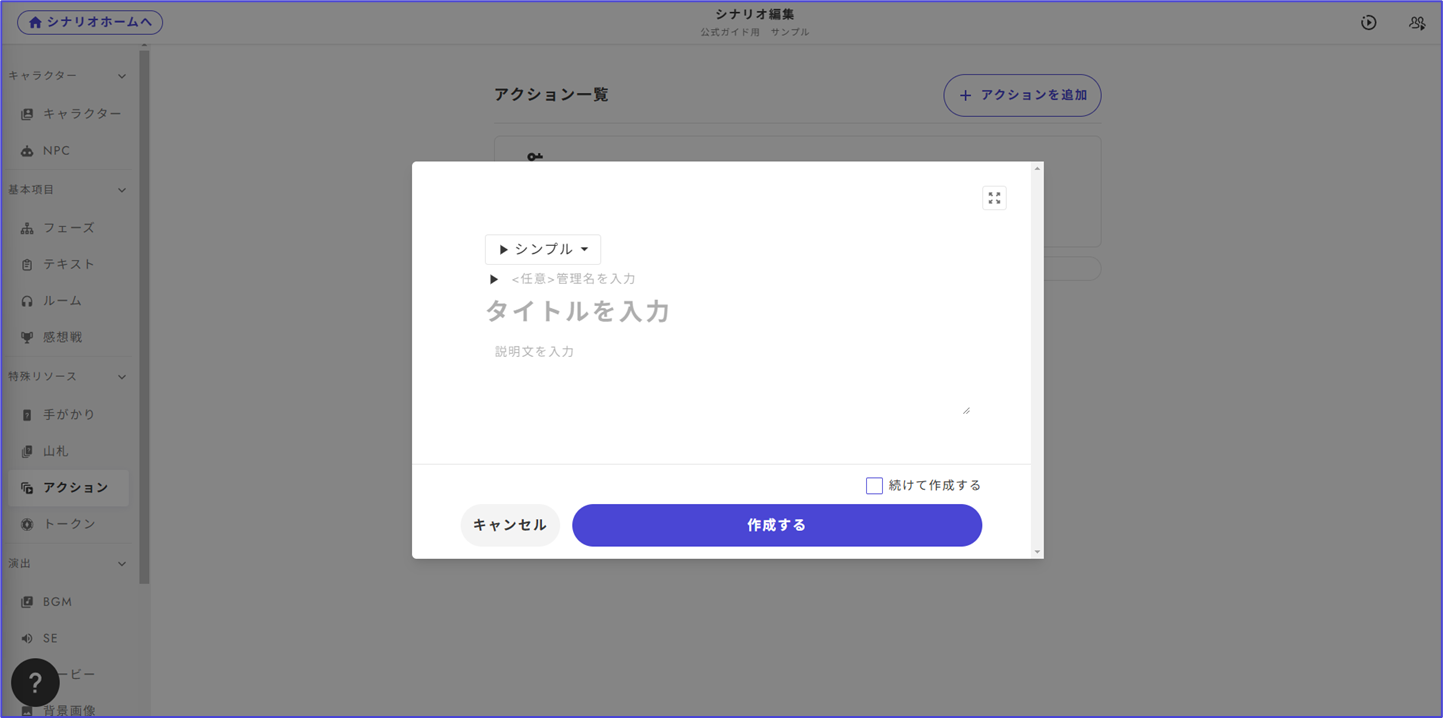 シナリオホームへ
シナリオ編集
公式ガイド用 サンプル
キャラクター
キャラクター
NPC
基本項目
フェーズ
テキスト
ルーム
感想戦
特殊リソース
手がかり
山札
アクション
トークン
演出
BGM
SE
ービー
背景画像
?
アクション一覧
+ アクションを追加
シンプル
<任意>管理名を入力
タイトルを入力
説明文を入力
続けて作成する
キャンセル
作成する